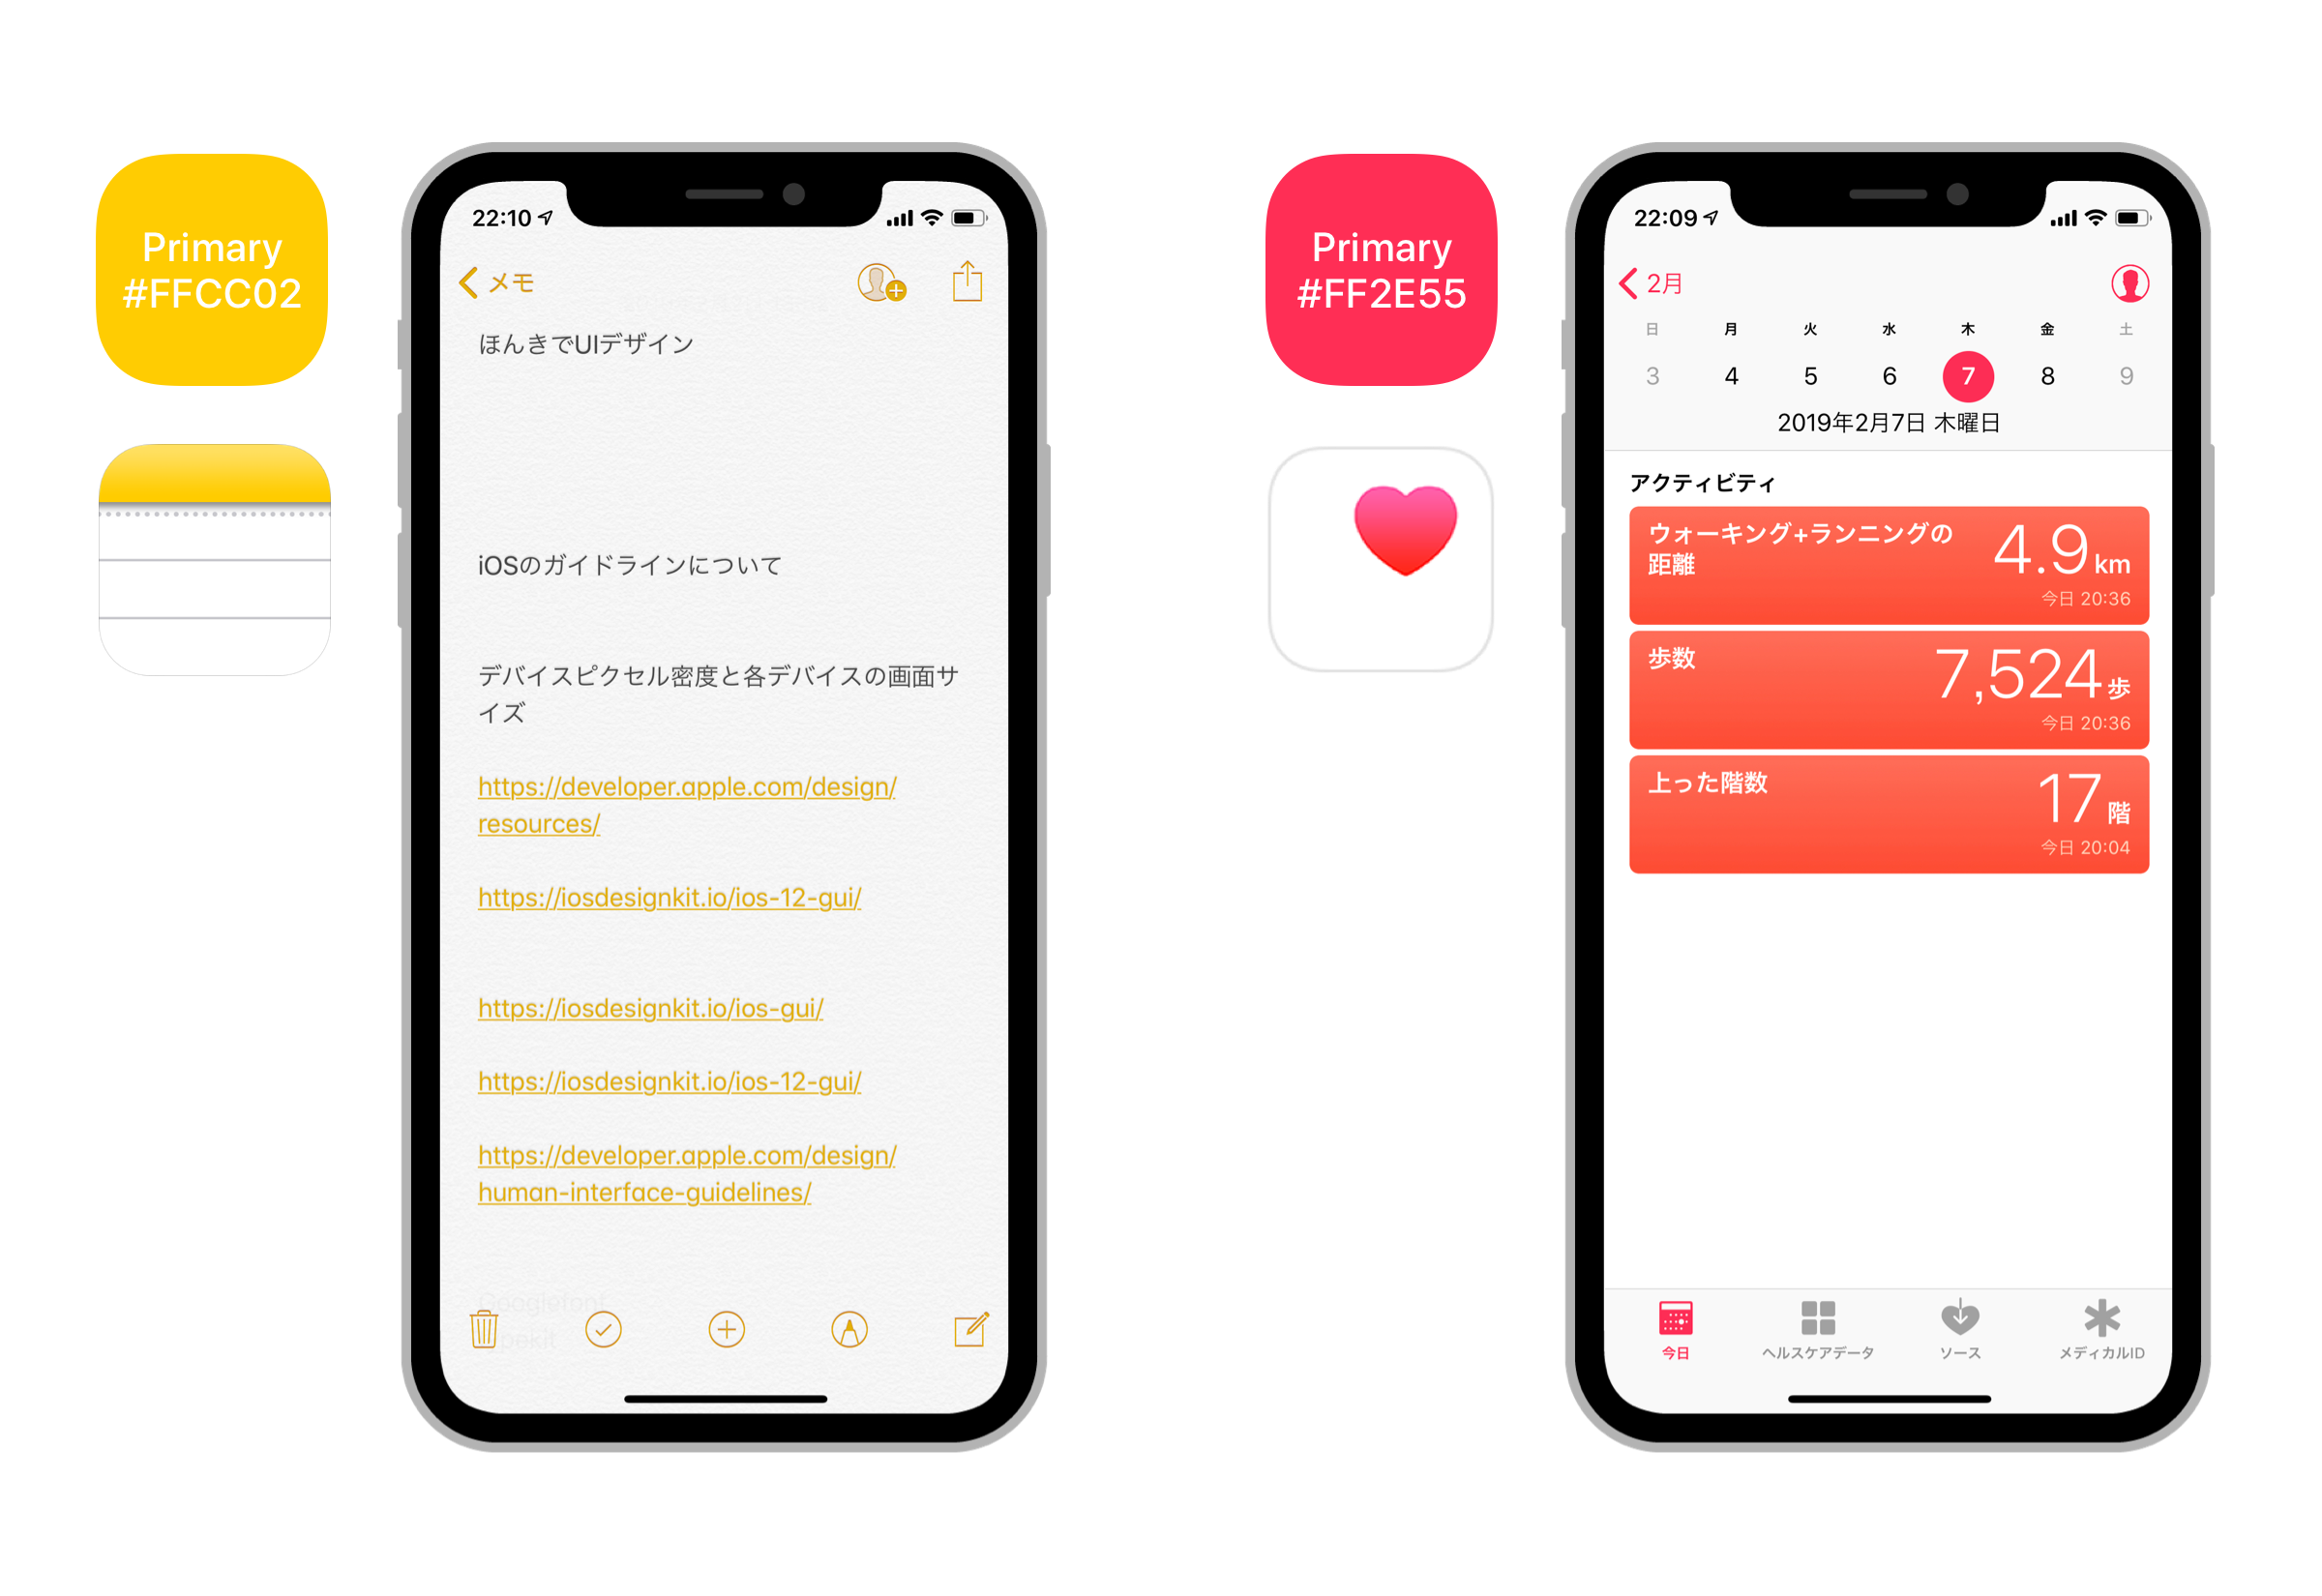 Primary
#FFCC02
22:10
メモ
ほんきでUIデザイン
iOSのガイドラインについて
デバイスピクセル密度と各デバイスの画面サ
イズ
https://developer.apple.com/design/
resources/
https://iosdesignkit.io/ios-12-gui/
https://iosdesignkit.io/ios-gui/
https://iosdesignkit.io/ios-12-gui/
https://developer.apple.com/design/
human-interface-guidelines/
Googlefont
Primary
#FF2E55
22:09
2月
日 月 火 水 木 金 土
3 4 5 6 7 8 9
2019年2月7日 木曜日
アクティビティ
ウォーキング+ランニングの
距離
4.9 km
今日 20:36
歩数
7,524 歩
今日 20:36
上った階数
17 階
今日 20:04
今日 ヘルスケアデータ ソース メディカルID